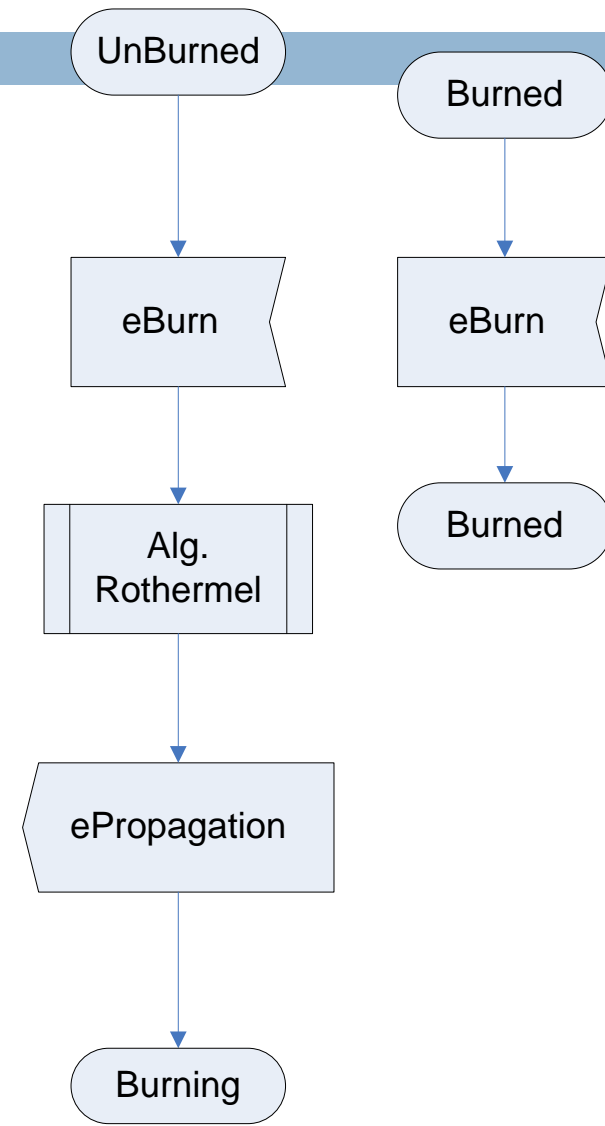 UnBurned
eBurn
Alg.
Rothermel
ePropagation
Burning
Burned
eBurn
Burned